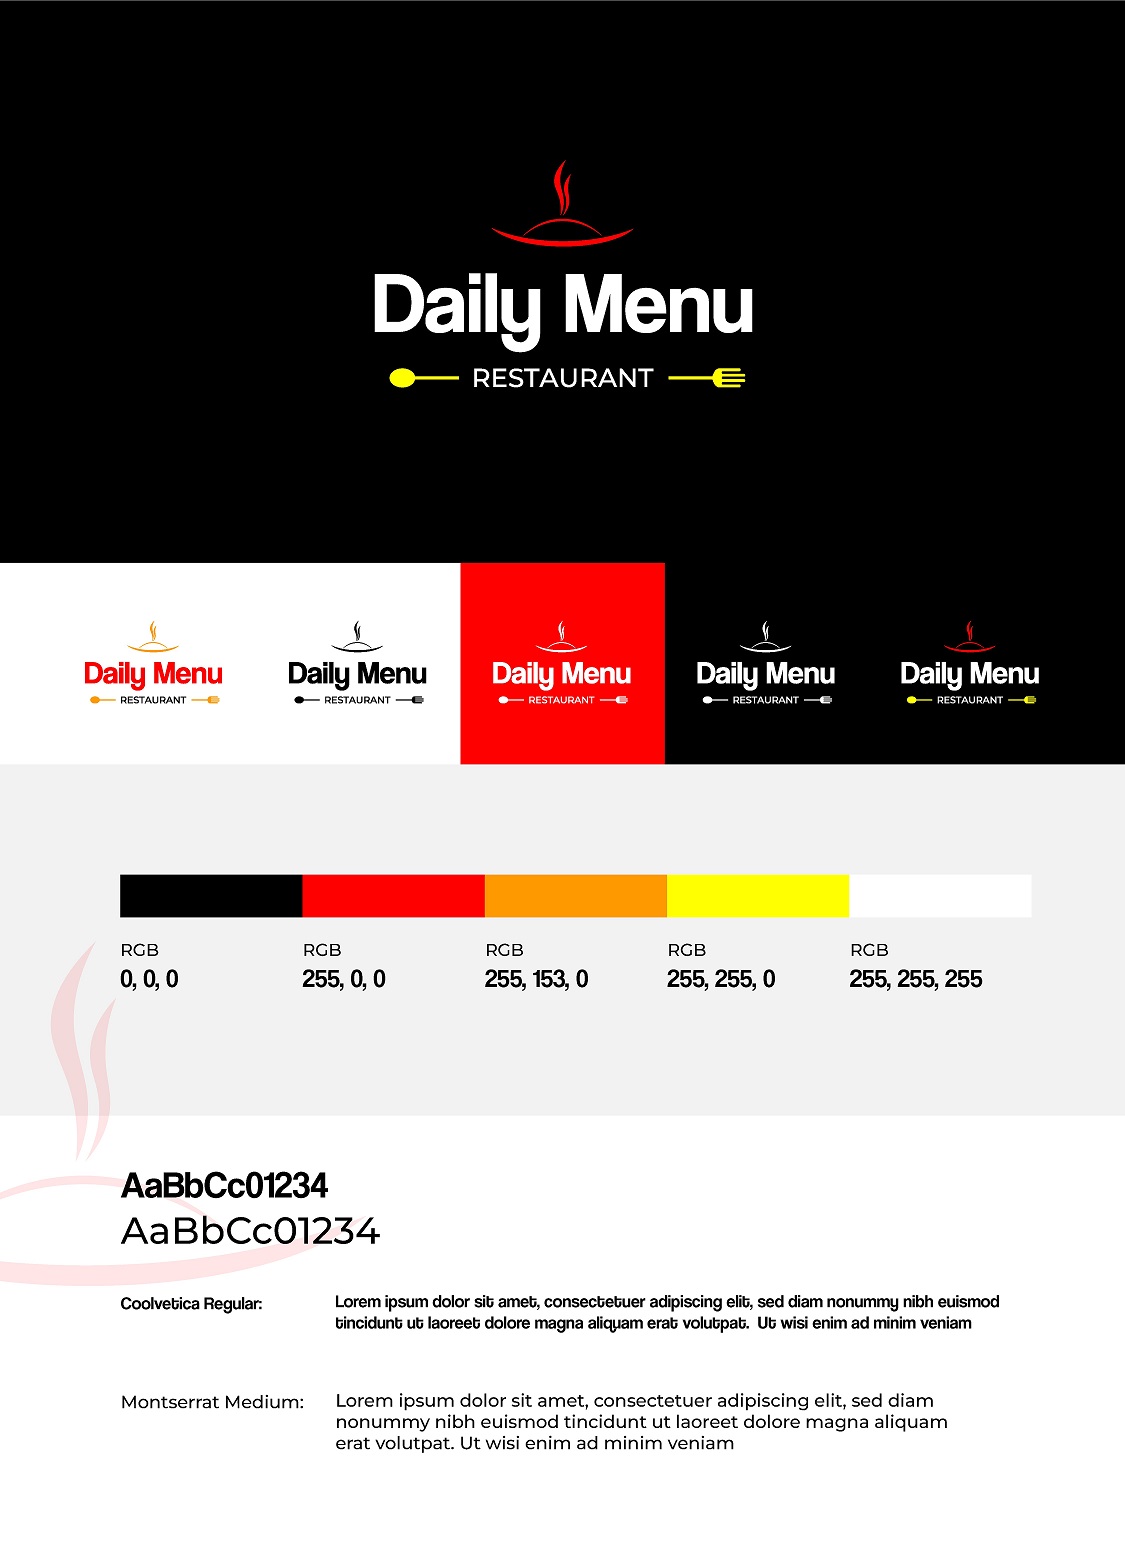 Daily Menu
RESTAURANT
Daily Menu
RESTAURANT
Daily Menu
RESTAURANT
Daily Menu
RESTAURANT
Daily Menu
RESTAURANT
Daily Menu
RESTAURANT
RGB
0, 0, 0
RGB
255, 0, 0
RGB
255, 153, 0
RGB
255, 255, 0
RGB
255, 255, 255
AaBbCc01234
AaBbCc01234
Coolvetica Regular:
Lorem ipsum dolor sit amet, consectetuer adipiscing elit, sed diam nonummy nibh euismod
tincidunt ut laoreet dolore magna aliquam erat volutpat.  Ut wisi enim ad minim veniam
Montserrat Medium:
Lorem ipsum dolor sit amet, consectetuer adipiscing elit, sed diam
nonummy nibh euismod tincidunt ut laoreet dolore magna aliquam
erat volutpat. Ut wisi enim ad minim veniam